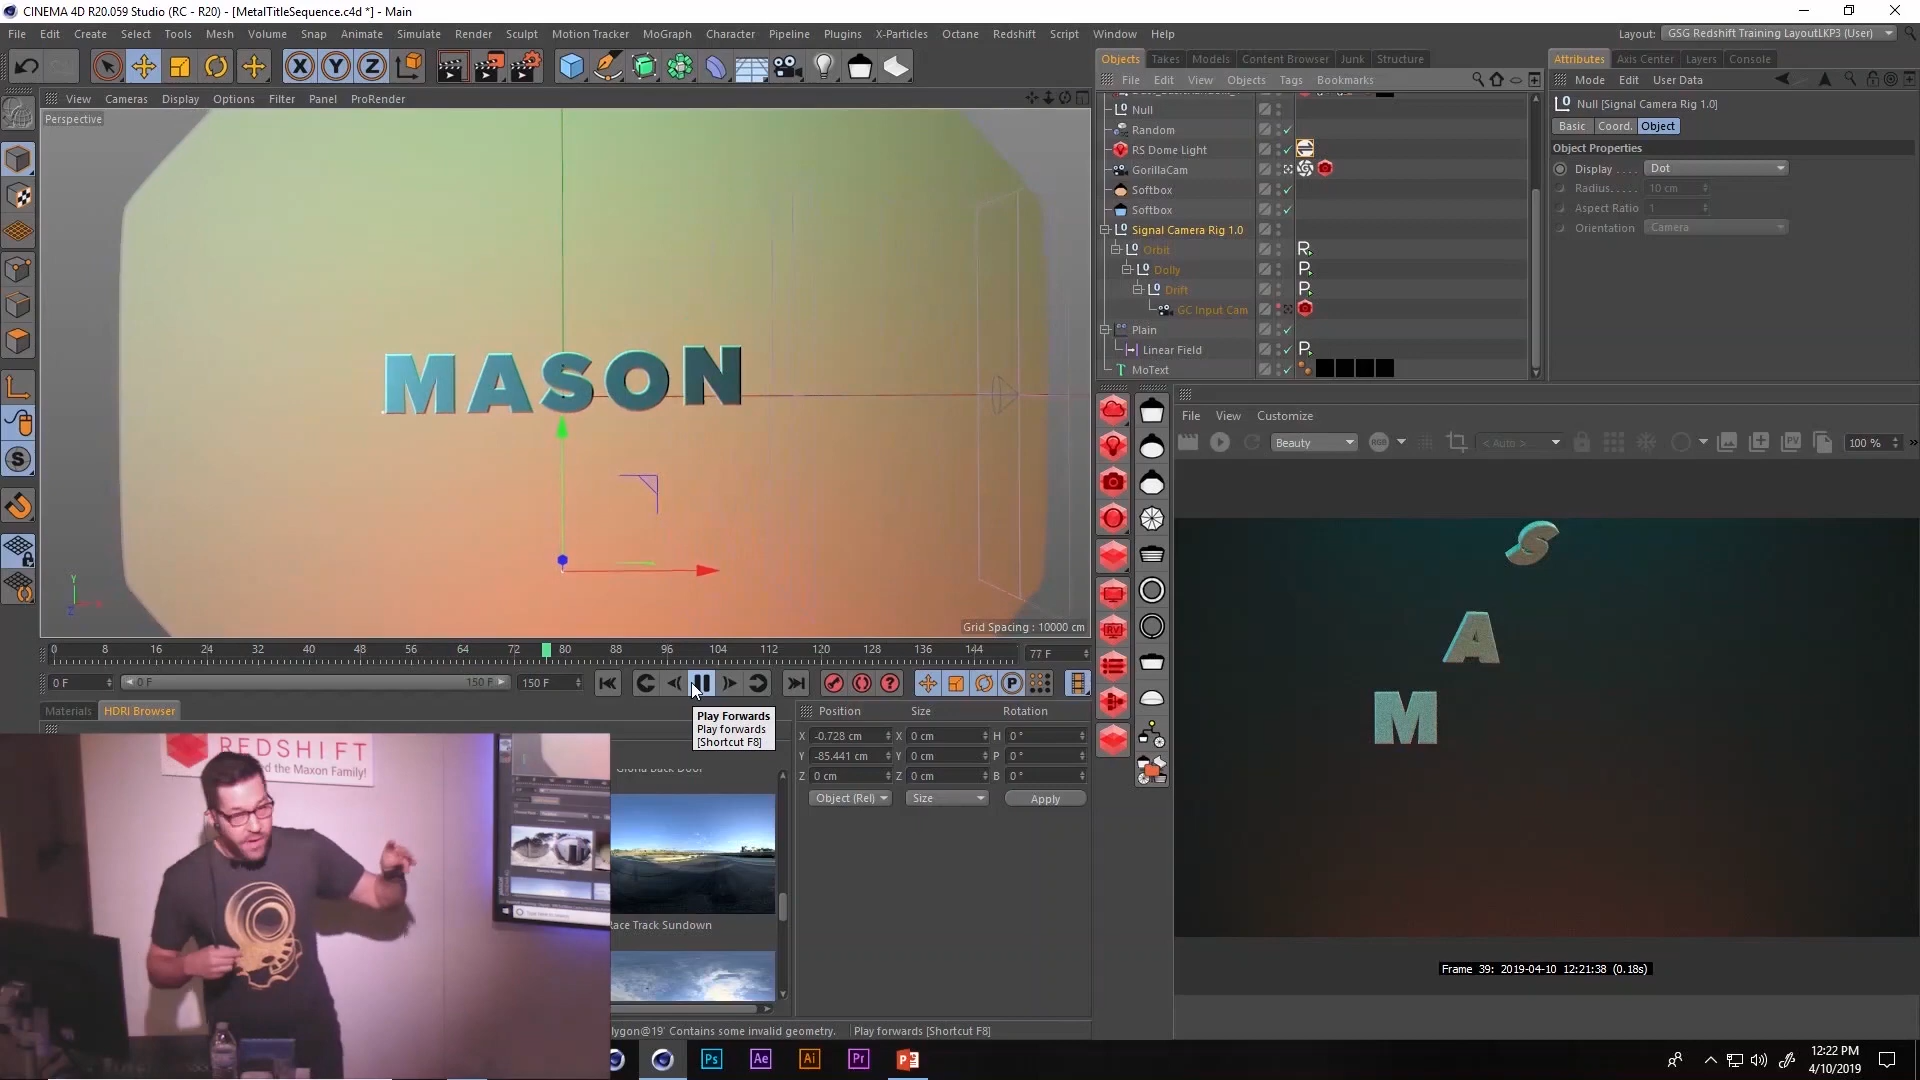 CINEMA 4D R20.059 Studio (RC - R20) - [MetalTitleSequence.c4d *] - Main
File Edit Create Select Tools Mesh Volume Snap Animate Simulate Render Sculpt Motion Tracker MoGraph Character Pipeline Plugins X-Particles Octane Redshift Script Window Help
Layout: GSG Redshift Training LayoutLKP3 (User)
Objects Takes Models Content Browser Junk Structure
Attributes Axis Center Layers Console
File Edit View Objects Tags Bookmarks
Mode Edit User Data
View Cameras Display Options Filter Panel ProRender
Perspective
Null
Random
RS Dome Light
GorillaCam
Softbox
Softbox
Signal Camera Rig 1.0
Orbit
Dolly
Drift
GC Input Cam
Plain
Linear Field
MoText
Null [Signal Camera Rig 1.0]
Basic Coord. Object
Object Properties
Display . . . . Dot
Radius. . . . . 10 cm
Aspect Ratio 1
Orientation Camera
MASON
Grid Spacing : 10000 cm
File View Customize
Beauty
RGB
< Auto >
PV
100 %
S
A
M
Frame 39: 2019-04-10 12:21:38 (0.18s)
0 8 16 24 32 40 48 56 64 72 80 88 96 104 112 120 128 136 144
77 F
0 F
0 F
150 F
150 F
Materials HDRI Browser
Play Forwards
Play forwards
[Shortcut F8]
Position Size Rotation
X -0.728 cm X 0 cm H 0 °
Y -85.441 cm Y 0 cm P 0 °
Z 0 cm Z 0 cm B 0 °
Object (Rel) Size Apply
Race Track Sundown
REDSHIFT
ed the Maxon Family!
lygon@19' Contains some invalid geometry. Play forwards [Shortcut F8]
Ps Ae Ai Pr
12:22 PM
4/10/2019